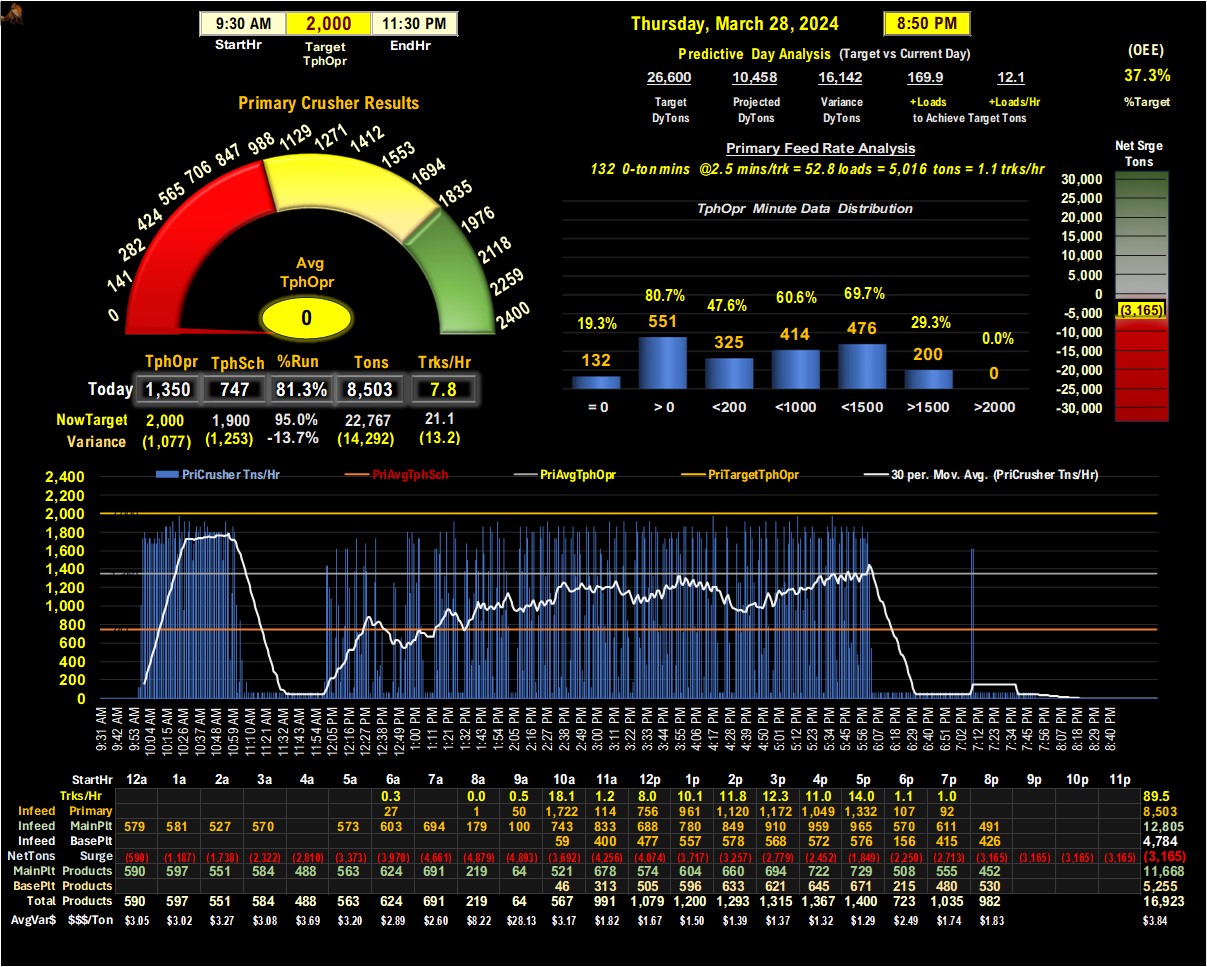 9:30 AM 2,000 11:30 PM
StartHr Target TphOpr EndHr
Thursday, March 28, 2024 8:50 PM
Predictive Day Analysis (Target vs Current Day)
26,600 10,458 16,142 169.9 12.1
Target DyTons Projected DyTons Variance DyTons +Loads +Loads/Hr
to Achieve Target Tons
(OEE)
37.3%
%Target
Primary Crusher Results
0 141 282 424 565 706 847 988 1129 1271 1412 1553 1694 1835 1976 2118 2259 2400
Avg
TphOpr
0
TphOpr TphSch %Run Tons Trks/Hr
Today 1,350 747 81.3% 8,503 7.8
NowTarget 2,000 1,900 95.0% 22,767 21.1
Variance (1,077) (1,253) -13.7% (14,292) (13.2)
Primary Feed Rate Analysis
132 0-ton mins @2.5 mins/trk = 52.8 loads = 5,016 tons = 1.1 trks/hr
TphOpr Minute Data Distribution
19.3% 80.7% 47.6% 60.6% 69.7% 29.3% 0.0%
132 551 325 414 476 200 0
= 0 > 0 <200 <1000 <1500 >1500 >2000
Net Srge
Tons
30,000
25,000
20,000
15,000
10,000
5,000
0
(3,165)
-5,000
-10,000
-15,000
-20,000
-25,000
-30,000
PriCrusher Tns/Hr PriAvgTphSch PriAvgTphOpr PriTargetTphOpr 30 per. Mov. Avg. (PriCrusher Tns/Hr)
2,400
2,200
2,000
1,800
1,600
1,400
1,200
1,000
800
600
400
200
0
9:31 AM 9:42 AM 9:53 AM 10:04 AM 10:15 AM 10:26 AM 10:37 AM 10:48 AM 10:59 AM 11:10 AM 11:21 AM 11:32 AM 11:43 AM 11:54 AM 12:05 PM 12:16 PM 12:27 PM 12:38 PM 12:49 PM 1:00 PM 1:11 PM 1:21 PM 1:32 PM 1:43 PM 1:54 PM 2:05 PM 2:16 PM 2:27 PM 2:38 PM 2:49 PM 3:00 PM 3:11 PM 3:22 PM 3:33 PM 3:44 PM 3:55 PM 4:06 PM 4:17 PM 4:28 PM 4:39 PM 4:50 PM 5:01 PM 5:12 PM 5:23 PM 5:34 PM 5:45 PM 5:56 PM 6:07 PM 6:18 PM 6:29 PM 6:40 PM 6:51 PM 7:02 PM 7:12 PM 7:23 PM 7:34 PM 7:45 PM 7:56 PM 8:07 PM 8:18 PM 8:29 PM 8:40 PM
StartHr 12a 1a 2a 3a 4a 5a 6a 7a 8a 9a 10a 11a 12p 1p 2p 3p 4p 5p 6p 7p 8p 9p 10p 11p
Trks/Hr 0.3 0.0 0.5 18.1 1.2 8.0 10.1 11.8 12.3 11.0 14.0 1.1 1.0 89.5
Infeed Primary 27 1 50 1,722 114 756 961 1,120 1,172 1,049 1,332 107 92 8,503
Infeed MainPlt 579 581 527 570 573 603 694 179 100 743 833 688 780 849 910 959 965 570 611 491 12,805
Infeed BasePlt 59 400 477 557 578 568 572 576 156 415 426 4,784
NetTons Surge (590) (1,187) (1,738) (2,322) (2,810) (3,373) (3,970) (4,661) (4,879) (4,893) (3,692) (4,256) (4,074) (3,717) (3,257) (2,779) (2,452) (1,849) (2,250) (2,713) (3,165) (3,165) (3,165) (3,165) (3,165)
MainPlt Products 590 597 551 584 488 563 624 691 219 64 521 678 574 604 660 694 722 729 508 555 452 11,668
BasePlt Products 46 313 505 596 633 621 645 671 215 480 530 5,255
Total Products 590 597 551 584 488 563 624 691 219 64 567 991 1,079 1,200 1,293 1,315 1,367 1,400 723 1,035 982 16,923
AvgVar$ $$$/Ton $3.05 $3.02 $3.27 $3.08 $3.69 $3.20 $2.89 $2.60 $8.22 $28.13 $3.17 $1.82 $1.67 $1.50 $1.39 $1.37 $1.32 $1.29 $2.49 $1.74 $1.83 $3.84